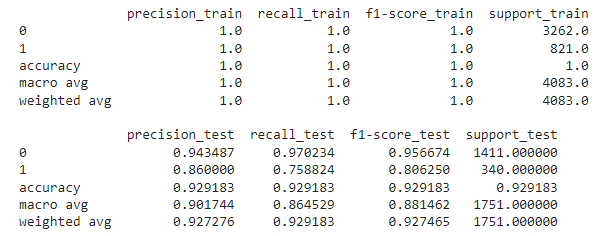 precision_train recall_train f1-score_train support_train
0 1.0 1.0 1.0 3262.0
1 1.0 1.0 1.0 821.0
accuracy 1.0 1.0 1.0 1.0
macro avg 1.0 1.0 1.0 4083.0
weighted avg 1.0 1.0 1.0 4083.0
precision_test recall_test f1-score_test support_test
0 0.943487 0.970234 0.956674 1411.000000
1 0.860000 0.758824 0.806250 340.000000
accuracy 0.929183 0.929183 0.929183 0.929183
macro avg 0.901744 0.864529 0.881462 1751.000000
weighted avg 0.927276 0.929183 0.927465 1751.000000